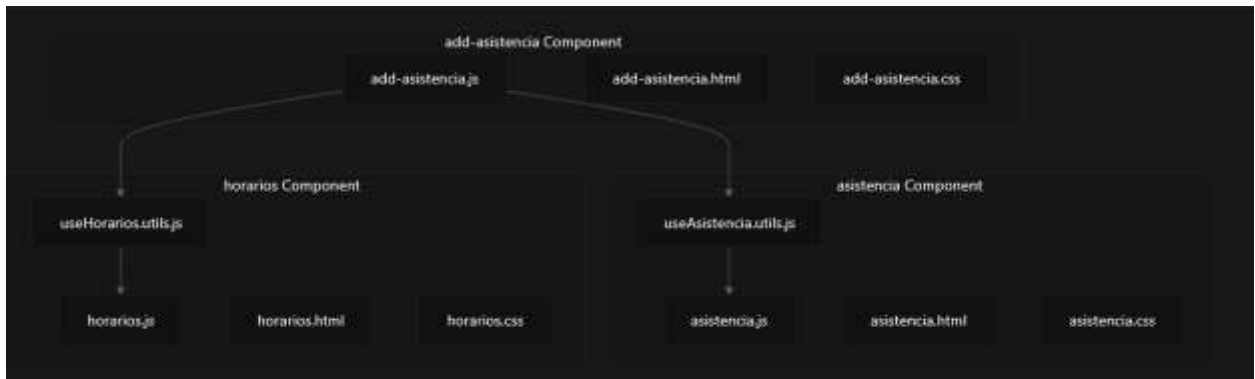 add-asistencia Component
add-asistencia.js
add-asistencia.html
add-asistencia.css
horarios Component
useHorarios.utils.js
horarios.js
horarios.html
horarios.css
asistencia Component
useAsistencia.utils.js
asistencia.js
asistencia.html
asistencia.css